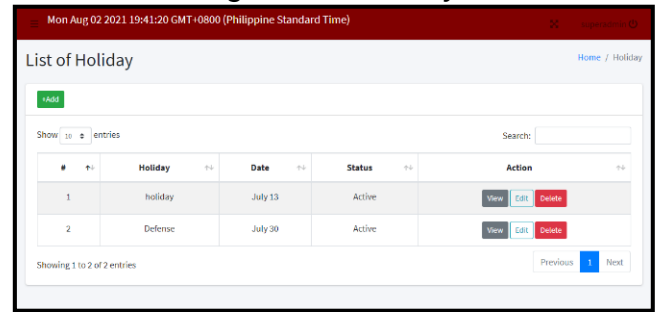 Mon Aug 02 2021 19:41:20 GMT+0800 (Philippine Standard Time)
List of Holiday
Home / Holiday
+Add
Show 10 entries
Search:
# Holiday Date Status Action
1 holiday July 13 Active View Edit Delete
2 Defense July 30 Active View Edit Delete
Showing 1 to 2 of 2 entries
Previous 1 Next